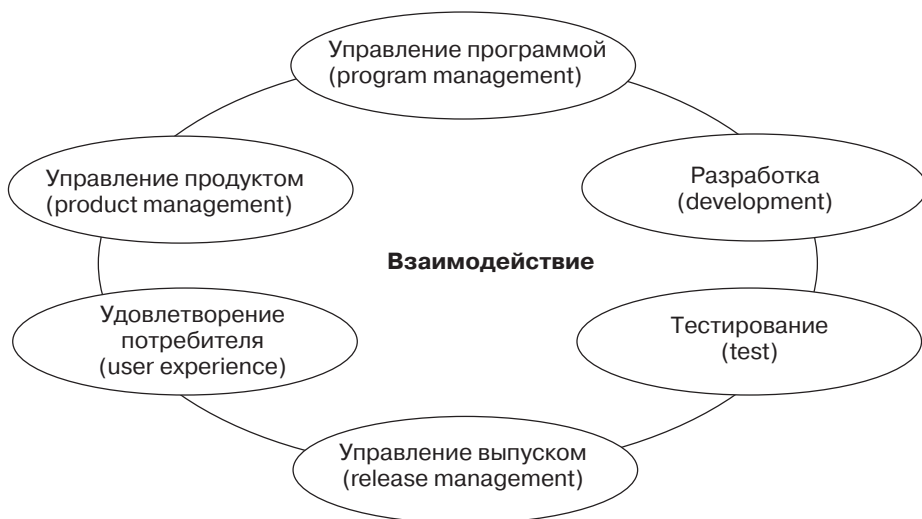 Управление программой
(program management)
Управление продуктом
(product management)
Разработка
(development)
Взаимодействие
Удовлетворение
потребителя
(user experience)
Тестирование
(test)
Управление выпуском
(release management)